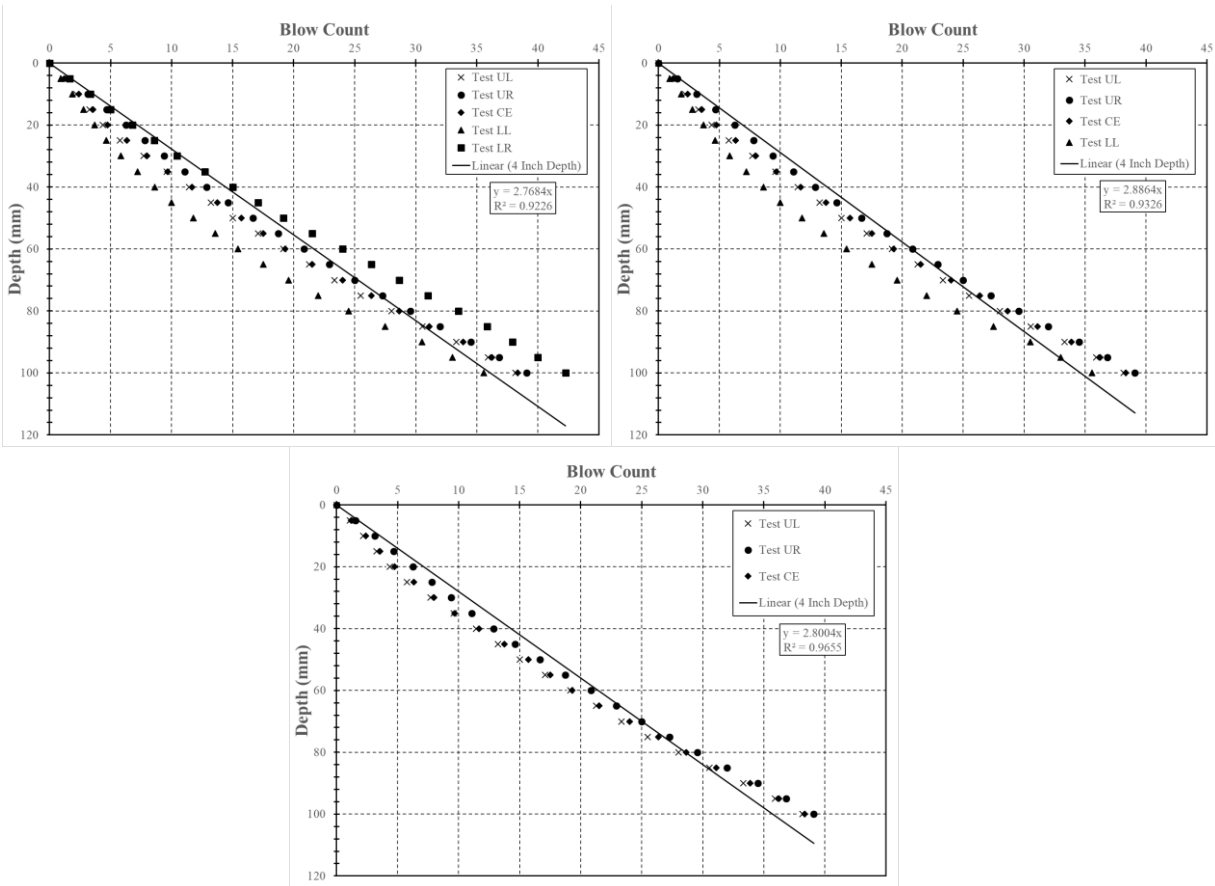 Blow Count
0 5 10 15 20 25 30 35 40 45
0
20
40
60
80
100
120
Depth (mm)
Test UL
Test UR
Test CE
Test LL
Test LR
Linear (4 Inch Depth)
y = 2.7684x
R² = 0.9226
Blow Count
0 5 10 15 20 25 30 35 40 45
0
20
40
60
80
100
120
Depth (mm)
Test UL
Test UR
Test CE
Test LL
Linear (4 Inch Depth)
y = 2.8864x
R² = 0.9326
Blow Count
0 5 10 15 20 25 30 35 40 45
0
20
40
60
80
100
120
Depth (mm)
Test UL
Test UR
Test CE
Linear (4 Inch Depth)
y = 2.8004x
R² = 0.9655